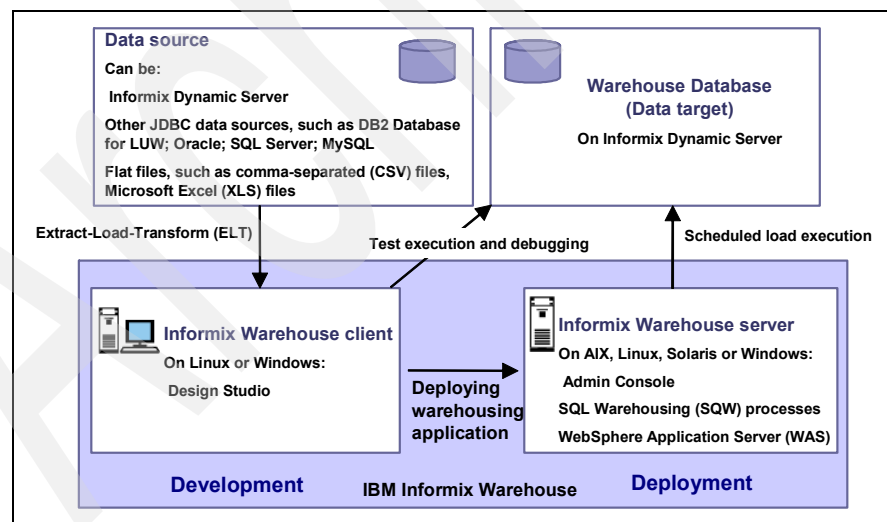 Data source
Can be:
Informix Dynamic Server
Other JDBC data sources, such as DB2 Database
for LUW; Oracle; SQL Server; MySQL
Flat files, such as comma-separated (CSV) files,
Microsoft Excel (XLS) files
Warehouse Database
(Data target)
On Informix Dynamic Server
Extract-Load-Transform (ELT)
Test execution and debugging
Scheduled load execution
Informix Warehouse client
On Linux or Windows:
Design Studio
Deploying
warehousing
application
Informix Warehouse server
On AIX, Linux, Solaris or Windows:
Admin Console
SQL Warehousing (SQW) processes
WebSphere Application Server (WAS)
Development
IBM Informix Warehouse
Deployment